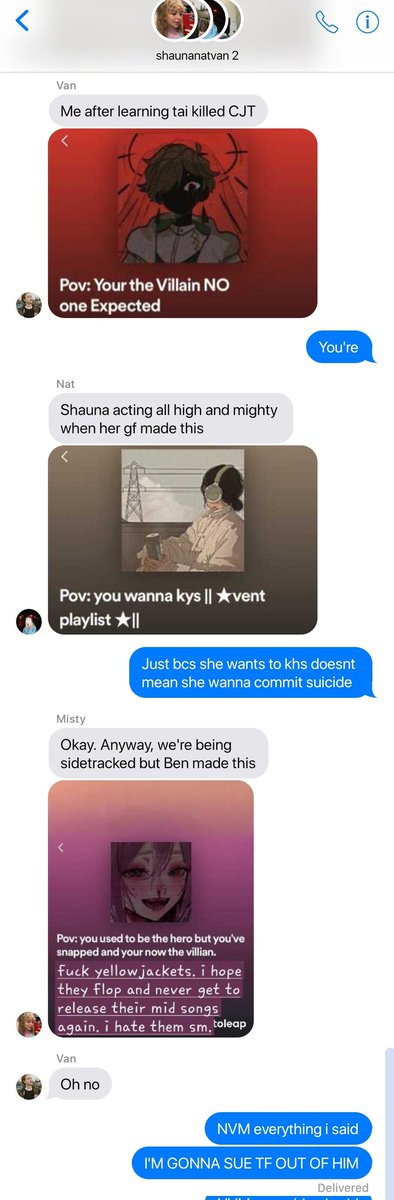 shaunanatvan 2
Van
Me after learning tai killed CJT
Pov: Your the Villain NO
one Expected
You're
Nat
Shauna acting all high and mighty
when her gf made this
Pov: you wanna kys || ★vent
playlist ★||
Just bcs she wants to khs doesnt
mean she wanna commit suicide
Misty
Okay. Anyway, we're being
sidetracked but Ben made this
Pov: you used to be the hero but you've
snapped and your now the villian.
fuck yellowjackets. i hope
they flop and never get to
release their mid songs
again. i hate them sm.
toleap
Van
Oh no
NVM everything i said
I'M GONNA SUE TF OUT OF HIM
Delivered